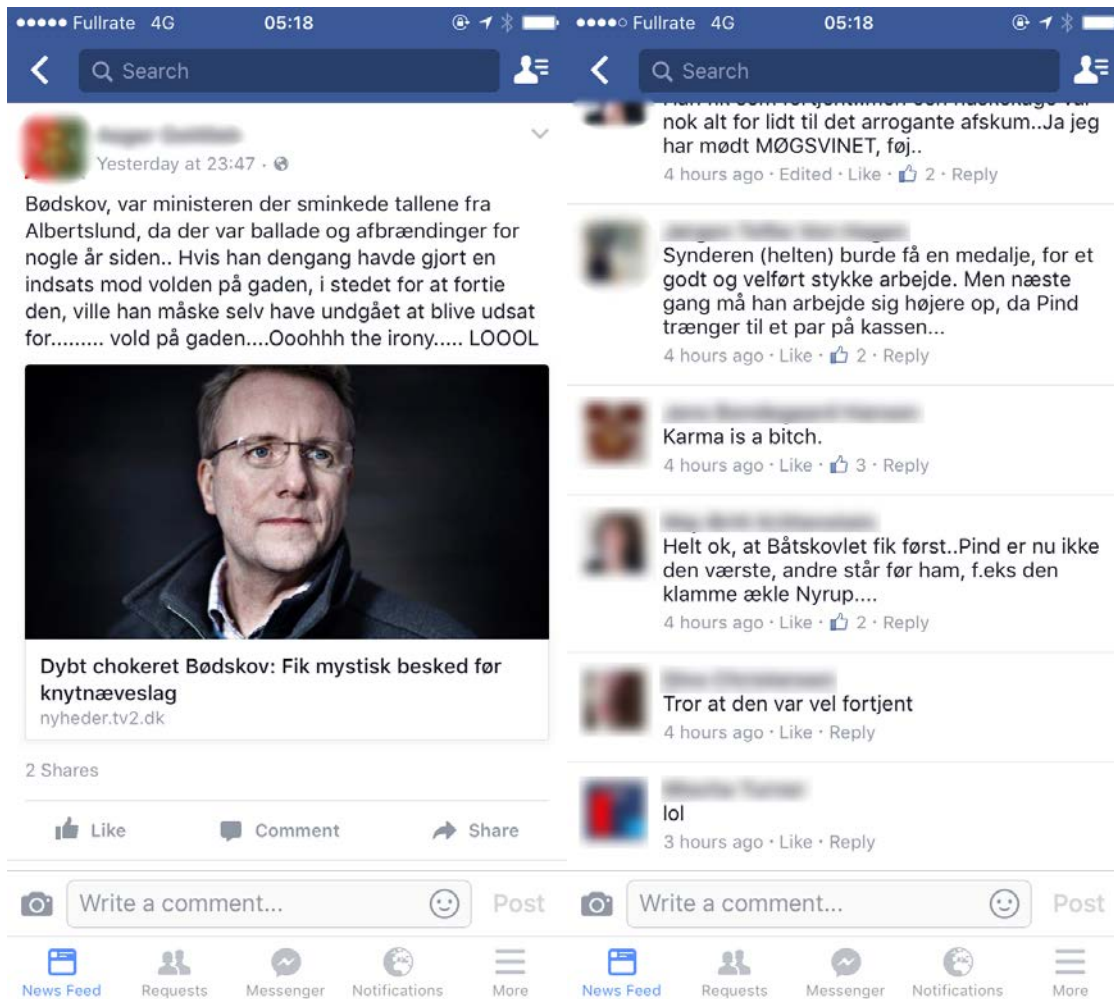 Fullrate 4G 05:18
Search
Yesterday at 23:47 ·
Bødskov, var ministeren der sminkede tallene fra
Albertslund, da der var ballade og afbrændinger for
nogle år siden.. Hvis han dengang havde gjort en
indsats mod volden på gaden, i stedet for at fortie
den, ville han måske selv have undgået at blive udsat
for......... vold på gaden....Ooohhh the irony..... LOOOL
Dybt chokeret Bødskov: Fik mystisk besked før
knytnæveslag
nyheder.tv2.dk
2 Shares
Like Comment Share
Write a comment... Post
News Feed Requests Messenger Notifications More
Fullrate 4G 05:18
Search
nok alt for lidt til det arrogante afskum..Ja jeg
har mødt MØGSVINET, føj..
4 hours ago · Edited · Like · 2 · Reply
Synderen (helten) burde få en medalje, for et
godt og velført stykke arbejde. Men næste
gang må han arbejde sig højere op, da Pind
trænger til et par på kassen...
4 hours ago · Like · 2 · Reply
Karma is a bitch.
4 hours ago · Like · 3 · Reply
Helt ok, at Båtskovlet fik først..Pind er nu ikke
den værste, andre står før ham, f.eks den
klamme ækle Nyrup....
4 hours ago · Like · 2 · Reply
Tror at den var vel fortjent
4 hours ago · Like · Reply
lol
3 hours ago · Like · Reply
Write a comment... Post
News Feed Requests Messenger Notifications More